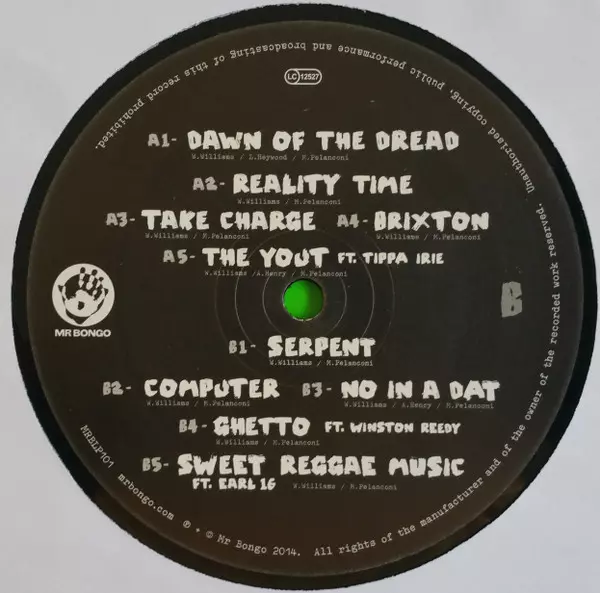 Unauthorised copying, public performance and broadcasting of this record prohibited.
LC 12527
A1- DAWN OF THE DREAD
W.Williams / L.Heywood / M.Pelanconi
A2- REALITY TIME
W.Williams / M.Pelanconi
A3- TAKE CHARGE A4- BRIXTON
W.Williams / M.Pelanconi W.Williams / M.Pelanconi
A5- THE YOUT FT. TIPPA IRIE
W.Williams /A.Henry / M.Pelanconi
MR BONGO
B
B1- SERPENT
W.Williams / M.Pelanconi
B2- COMPUTER B3- NO IN A DAT
W.Williams / M.Pelanconi W.Williams / A.Henry / M.Pelanconi
B4- GHETTO FT. WINSTON REEDY
W.Williams / M.Pelanconi
B5- SWEET REGGAE MUSIC
FT. EARL 16 W.Williams / M.Pelanconi
MRBLP101
mrbongo.com ℗ + © Mr Bongo 2014. All rights of the manufacturer and of the owner of the recorded work reserved.